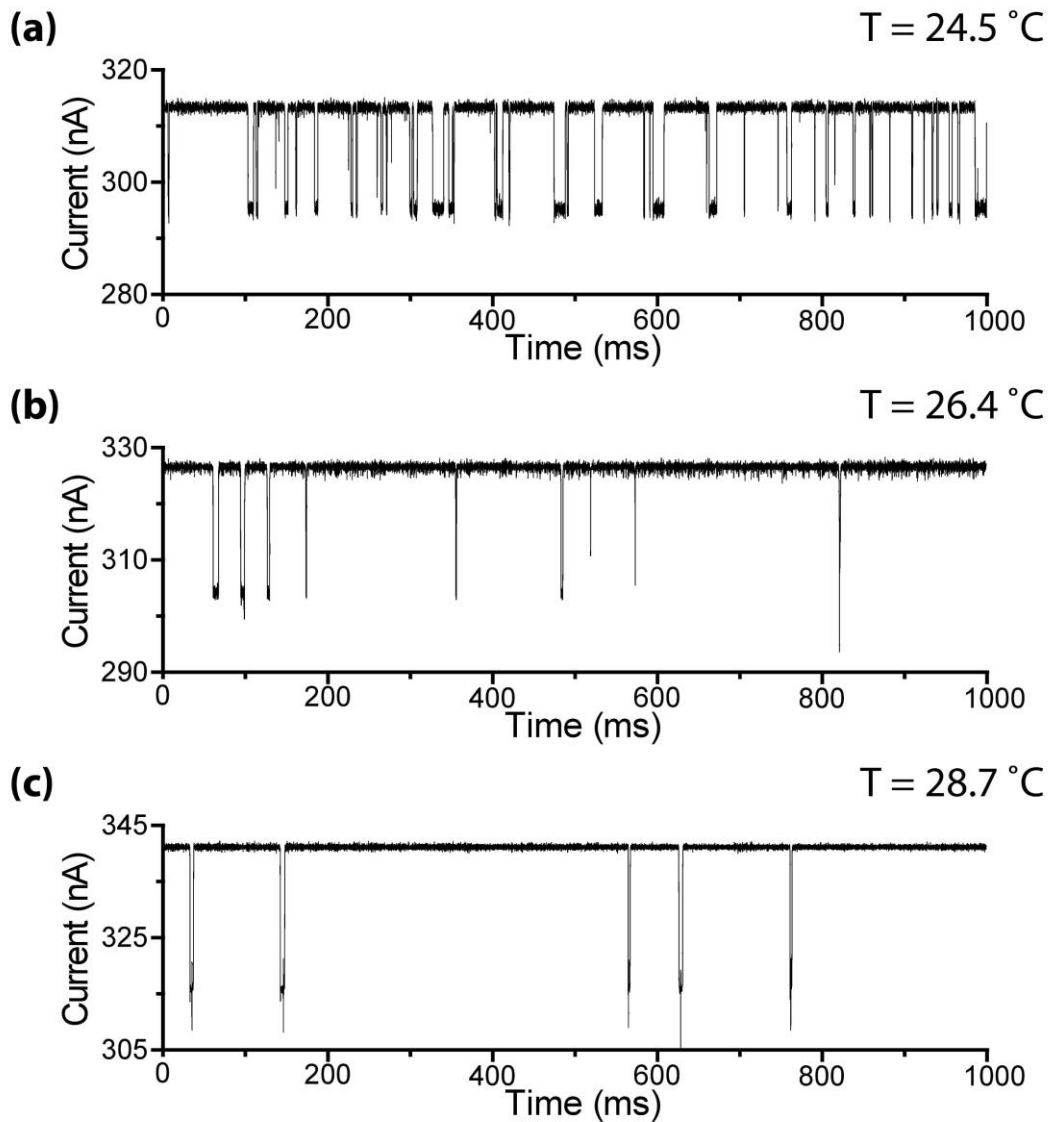 (a) T = 24.5 ˚C
320
300
280
Current (nA)
0 200 400 600 800 1000
Time (ms)
(b) T = 26.4 ˚C
330
310
290
Current (nA)
0 200 400 600 800 1000
Time (ms)
(c) T = 28.7 ˚C
345
325
305
Current (nA)
0 200 400 600 800 1000
Time (ms)